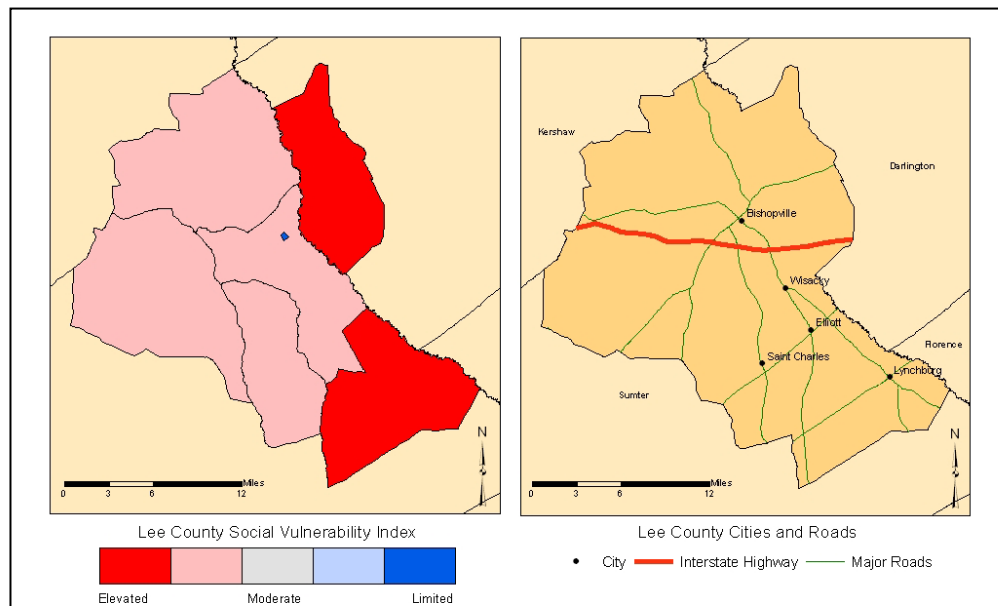 N
Miles
0 3 6 12
Lee County Social Vulnerability Index
Elevated Moderate Limited
Kershaw
Darlington
Bishopville
Wisacky
Elliott
Florence
Saint Charles
Lynchburg
Sumter
N
Miles
0 3 6 12
Lee County Cities and Roads
City Interstate Highway Major Roads